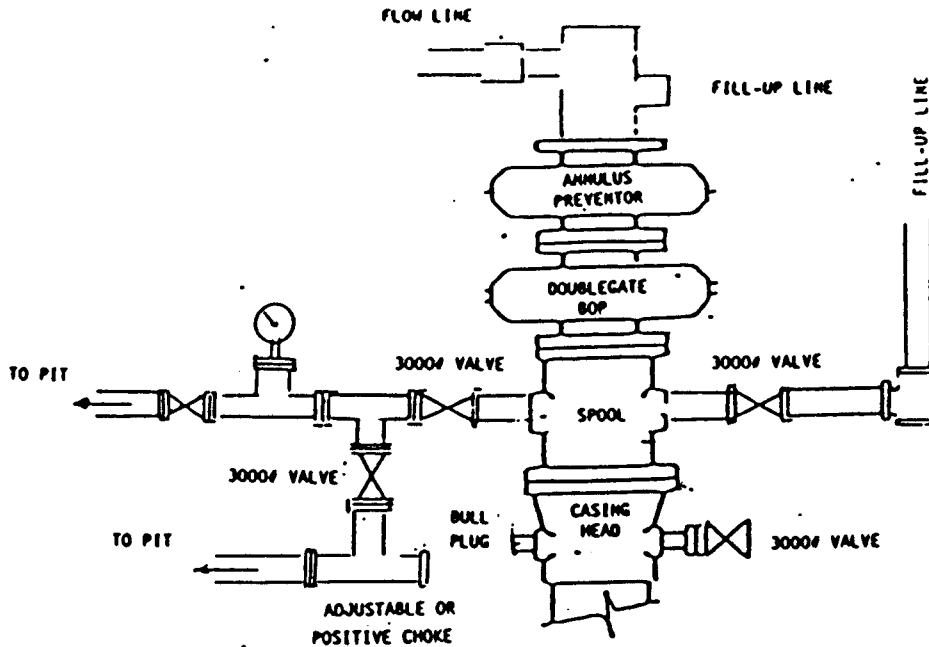 FLOW LINE
FILL-UP LINE
FILL-UP LINE
ANNULUS
PREVENTOR
DOUBLEGATE
BOP
3000# VALVE
3000# VALVE
TO PIT
SPOOL
3000# VALVE
CASING
HEAD
BULL
PLUG
TO PIT
3000# VALVE
ADJUSTABLE OR
POSITIVE CHOKE